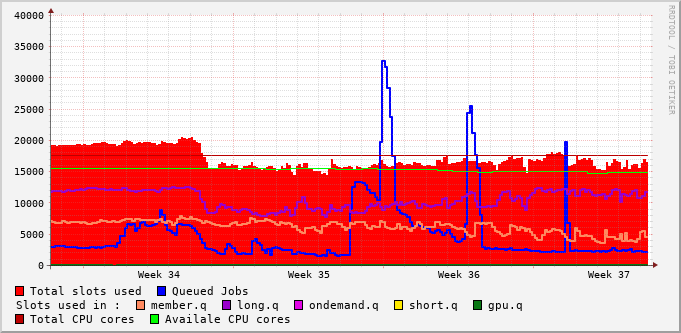 40000
35000
30000
25000
20000
15000
10000
5000
0
Week 34 Week 35 Week 36 Week 37
RRDTOOL / TOBI OETIKER
Total slots used Queued Jobs
Slots used in : member.q long.q ondemand.q short.q gpu.q
Total CPU cores Availale CPU cores